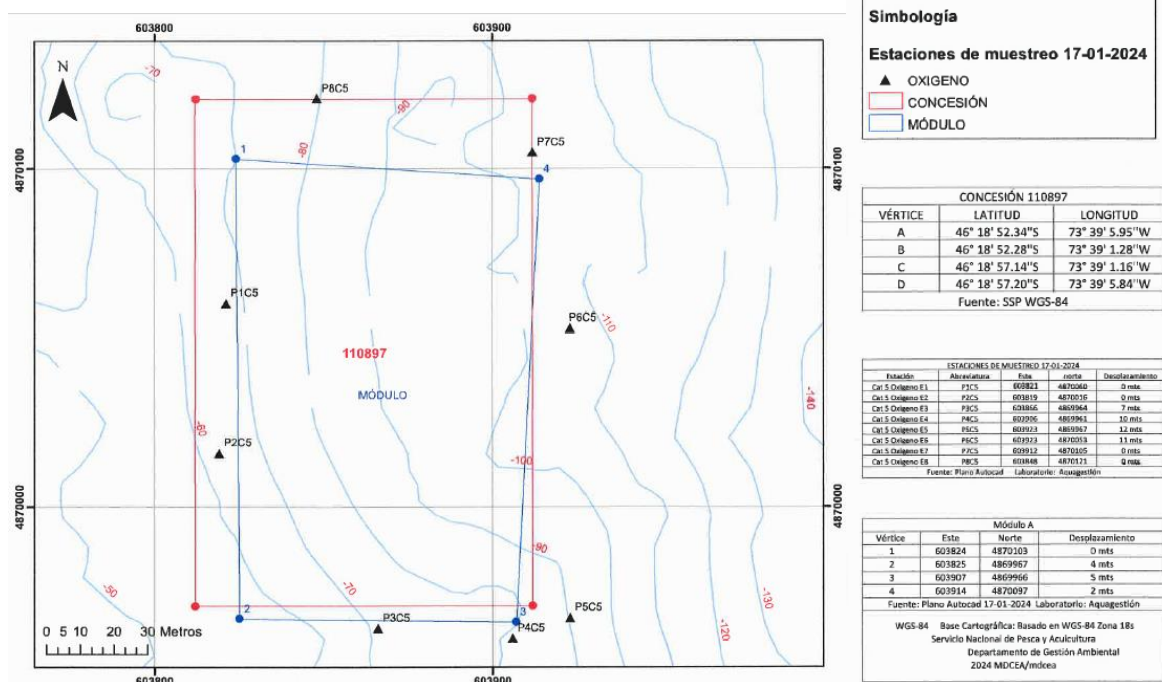 603800
603900
N
-70
P8C5
-80
-80
1
P7C5
4
4870100
4870100
P1C5
P6C5
-110
110897
MÓDULO
-140
-60
P2C5
-100
4870000
4870000
-90
-50
-70
-130
2
3
P3C5
P4C5
P5C5
-120
0 5 10 20 30 Metros
603800
603900
Simbología
Estaciones de muestreo 17-01-2024
OXIGENO
CONCESIÓN
MÓDULO
CONCESIÓN 110897
VÉRTICE LATITUD LONGITUD
A 46° 18' 52.34"S 73° 39' 5.95"W
B 46° 18' 52.28"S 73° 39' 1.28"W
C 46° 18' 57.14"S 73° 39' 1.16"W
D 46° 18' 57.20"S 73° 39' 5.84"W
Fuente: SSP WGS-84
ESTACIONES DE MUESTREO 17-01-2024
Estación Abreviatura Este norte Desplazamiento
Cat 5 Oxigeno E1 P1C5 603821 4870060 0 mts
Cat 5 Oxigeno E2 P2C5 603819 4870016 0 mts
Cat 5 Oxigeno E3 P3C5 603866 4869964 7 mts
Cat 5 Oxigeno E4 P4C5 603906 4869961 10 mts
Cat 5 Oxigeno E5 P5C5 603923 4869967 12 mts
Cat 5 Oxigeno E6 P6C5 603923 4870053 11 mts
Cat 5 Oxigeno E7 P7C5 603912 4870105 0 mts
Cat 5 Oxigeno E8 P8C5 603848 4870121 0 mts
Fuente: Plano Autocad Laboratorio: Aquagestión
Módulo A
Vértice Este Norte Desplazamiento
1 603824 4870103 0 mts
2 603825 4869967 4 mts
3 603907 4869966 5 mts
4 603914 4870097 2 mts
Fuente: Plano Autocad 17-01-2024 Laboratorio: Aquagestión
WGS-84 Base Cartográfica: Basado en WGS-84 Zona 18s
Servicio Nacional de Pesca y Acuicultura
Departamento de Gestión Ambiental
2024 MDCEA/mdcea